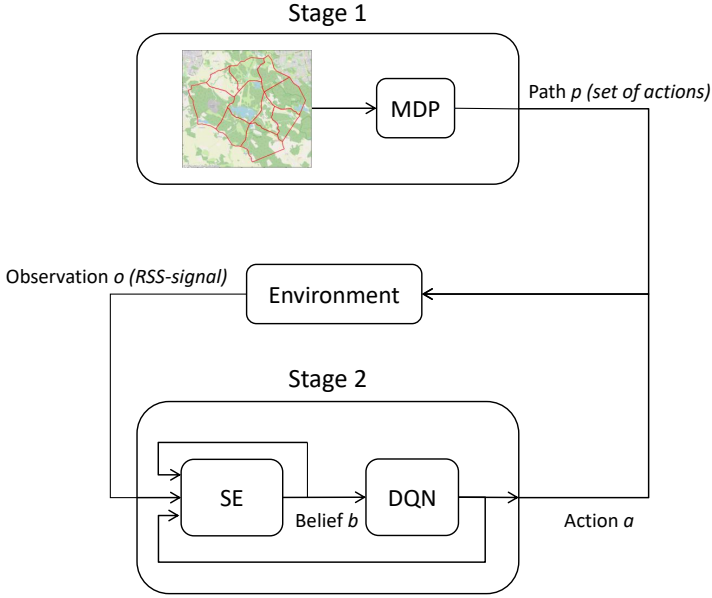 Stage 1
MDP
Path p (set of actions)
Observation o (RSS-signal)
Environment
Stage 2
SE
DQN
Belief b
Action a